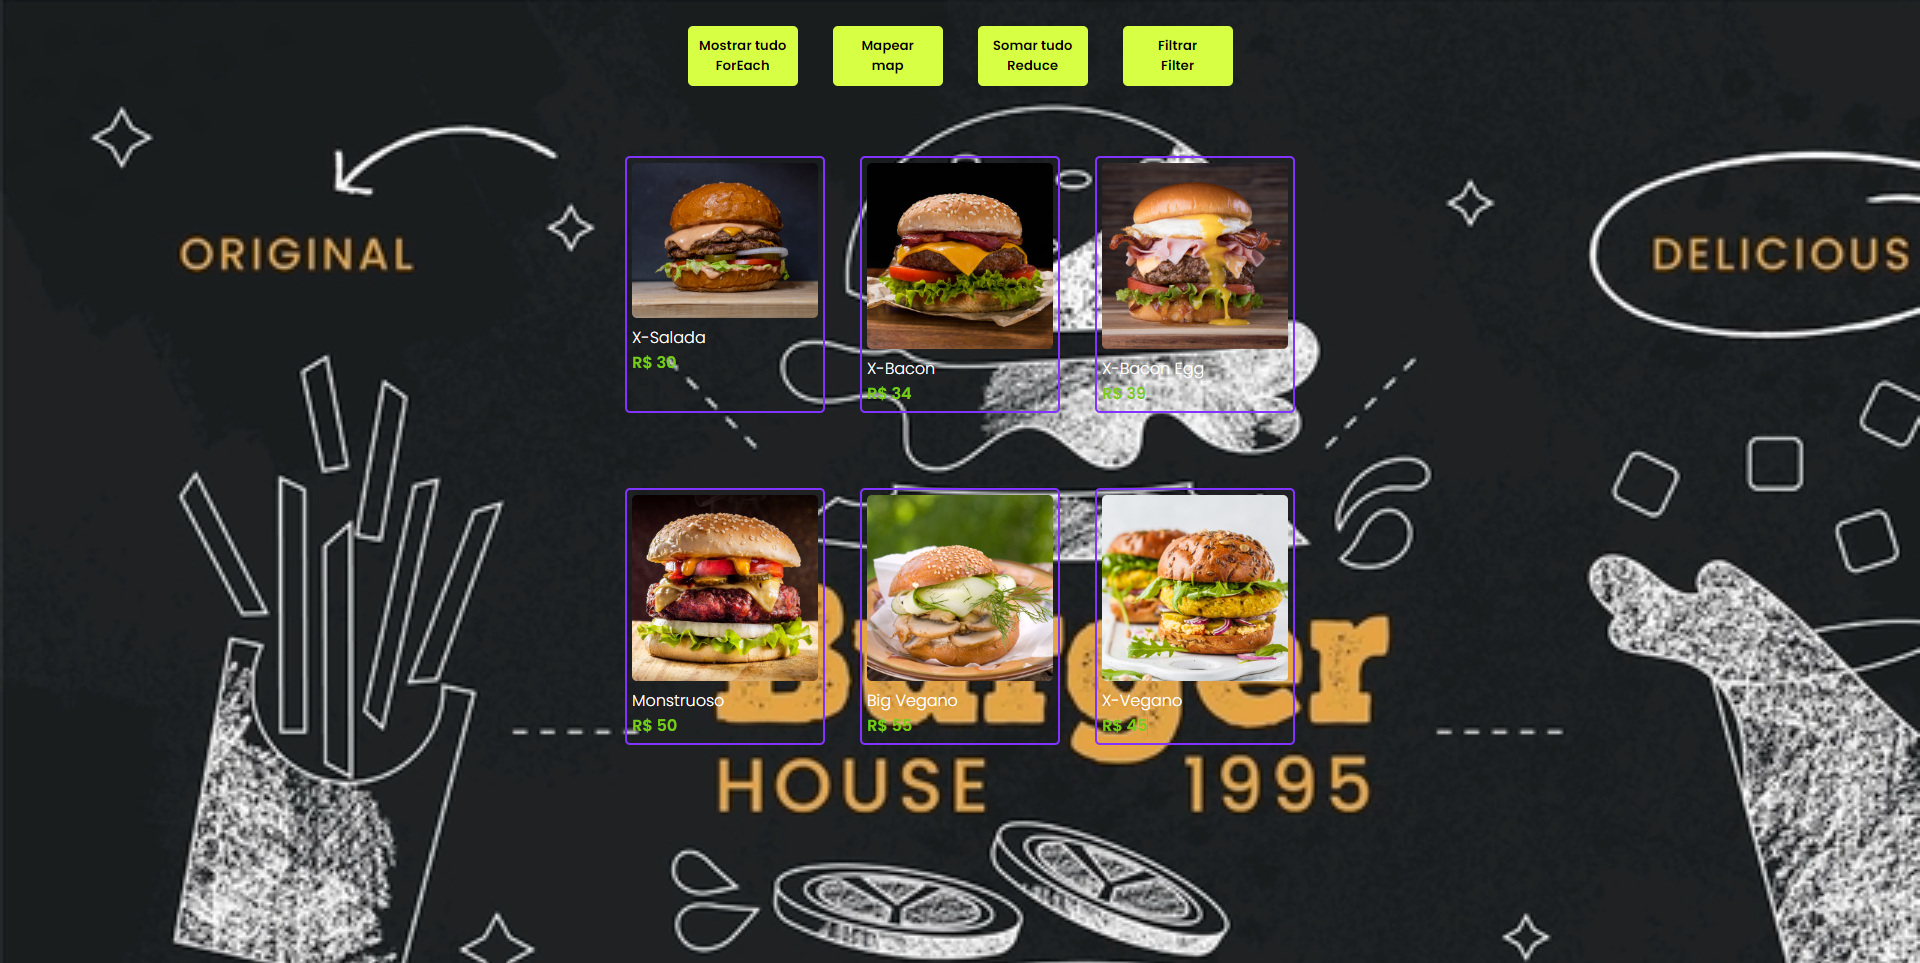 Mostrar tudo
ForEach
Mapear
map
Somar tudo
Reduce
Filtrar
Filter
ORIGINAL
DELICIOUS
X-Salada
R$ 30
X-Bacon
R$ 34
X-Bacon Egg
R$ 39
Monstruoso
R$ 50
Big Vegano
R$ 55
X-Vegano
R$ 45
Burger
HOUSE 1995